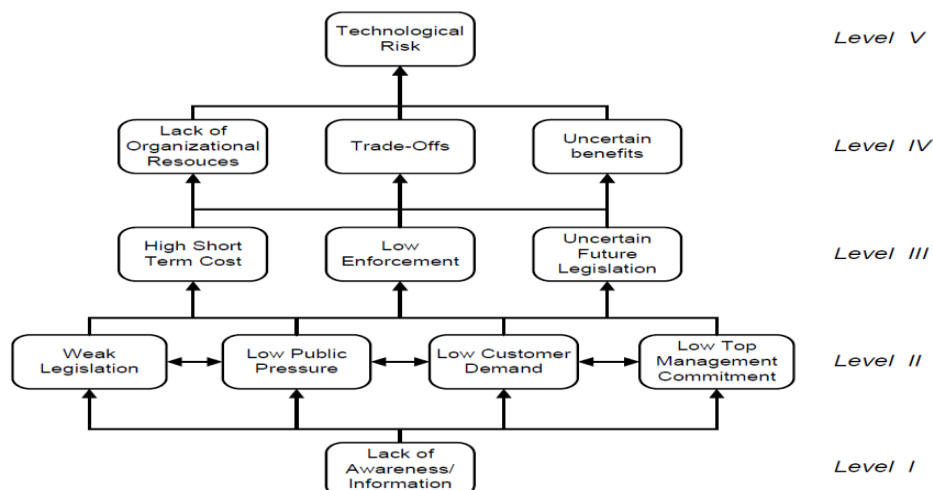 Technological
Risk
Level V
Lack of
Organizational
Resouces
Trade-Offs
Uncertain
benefits
Level IV
High Short
Term Cost
Low
Enforcement
Uncertain
Future
Legislation
Level III
Weak
Legislation
Low Public
Pressure
Low Customer
Demand
Low Top
Management
Commitment
Level II
Lack of
Awareness/
Information
Level I